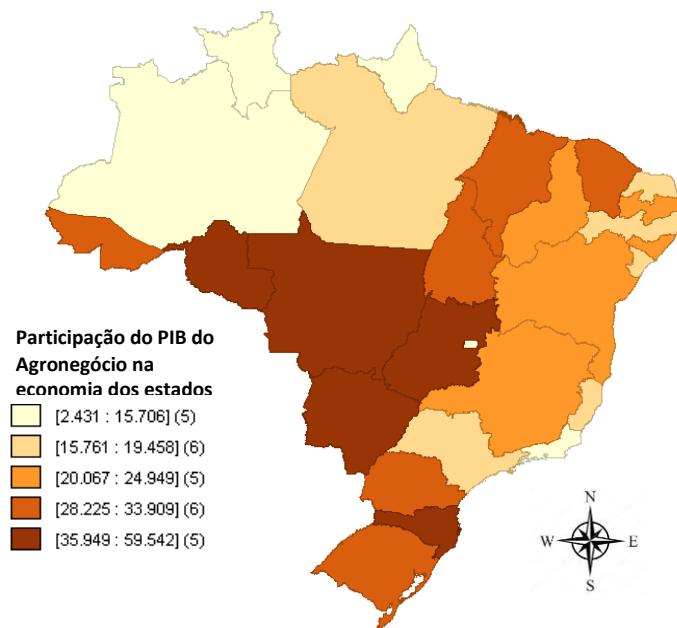 Participação do PIB do
Agronegócio na
economia dos estados
[2.431 : 15.706] (5)
[15.761 : 19.458] (6)
[20.067 : 24.949] (5)
[28.225 : 33.909] (6)
[35.949 : 59.542] (5)
N
W E
S